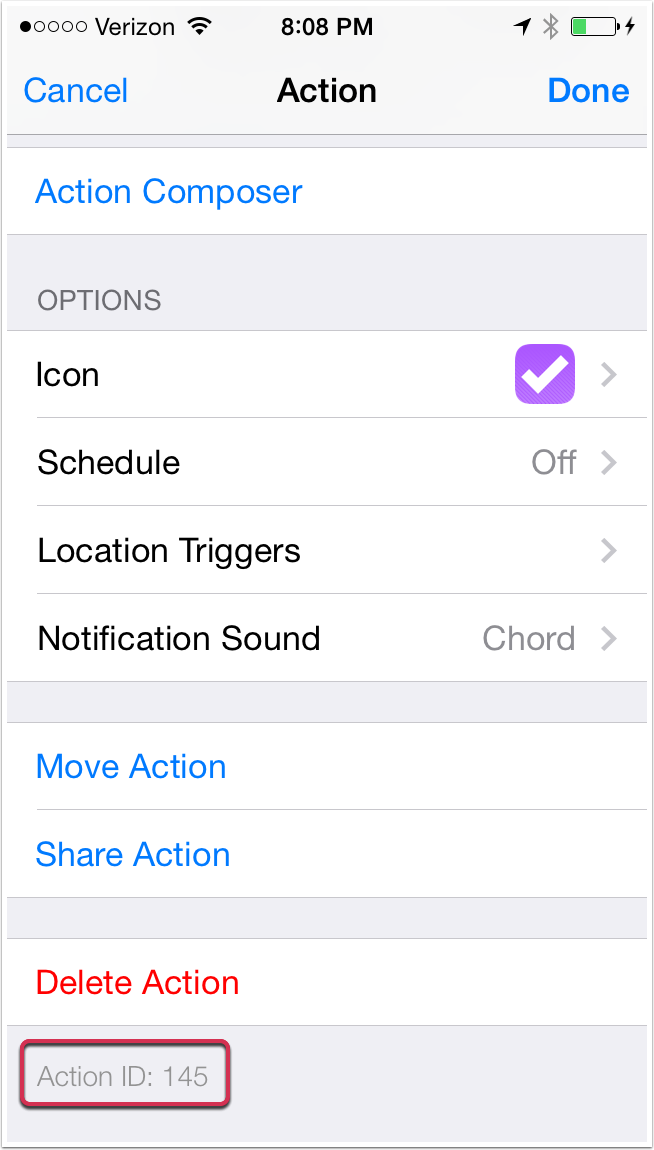 Verizon 8:08 PM
Cancel Action Done
Action Composer
OPTIONS
Icon
Schedule Off
Location Triggers
Notification Sound Chord
Move Action
Share Action
Delete Action
Action ID: 145